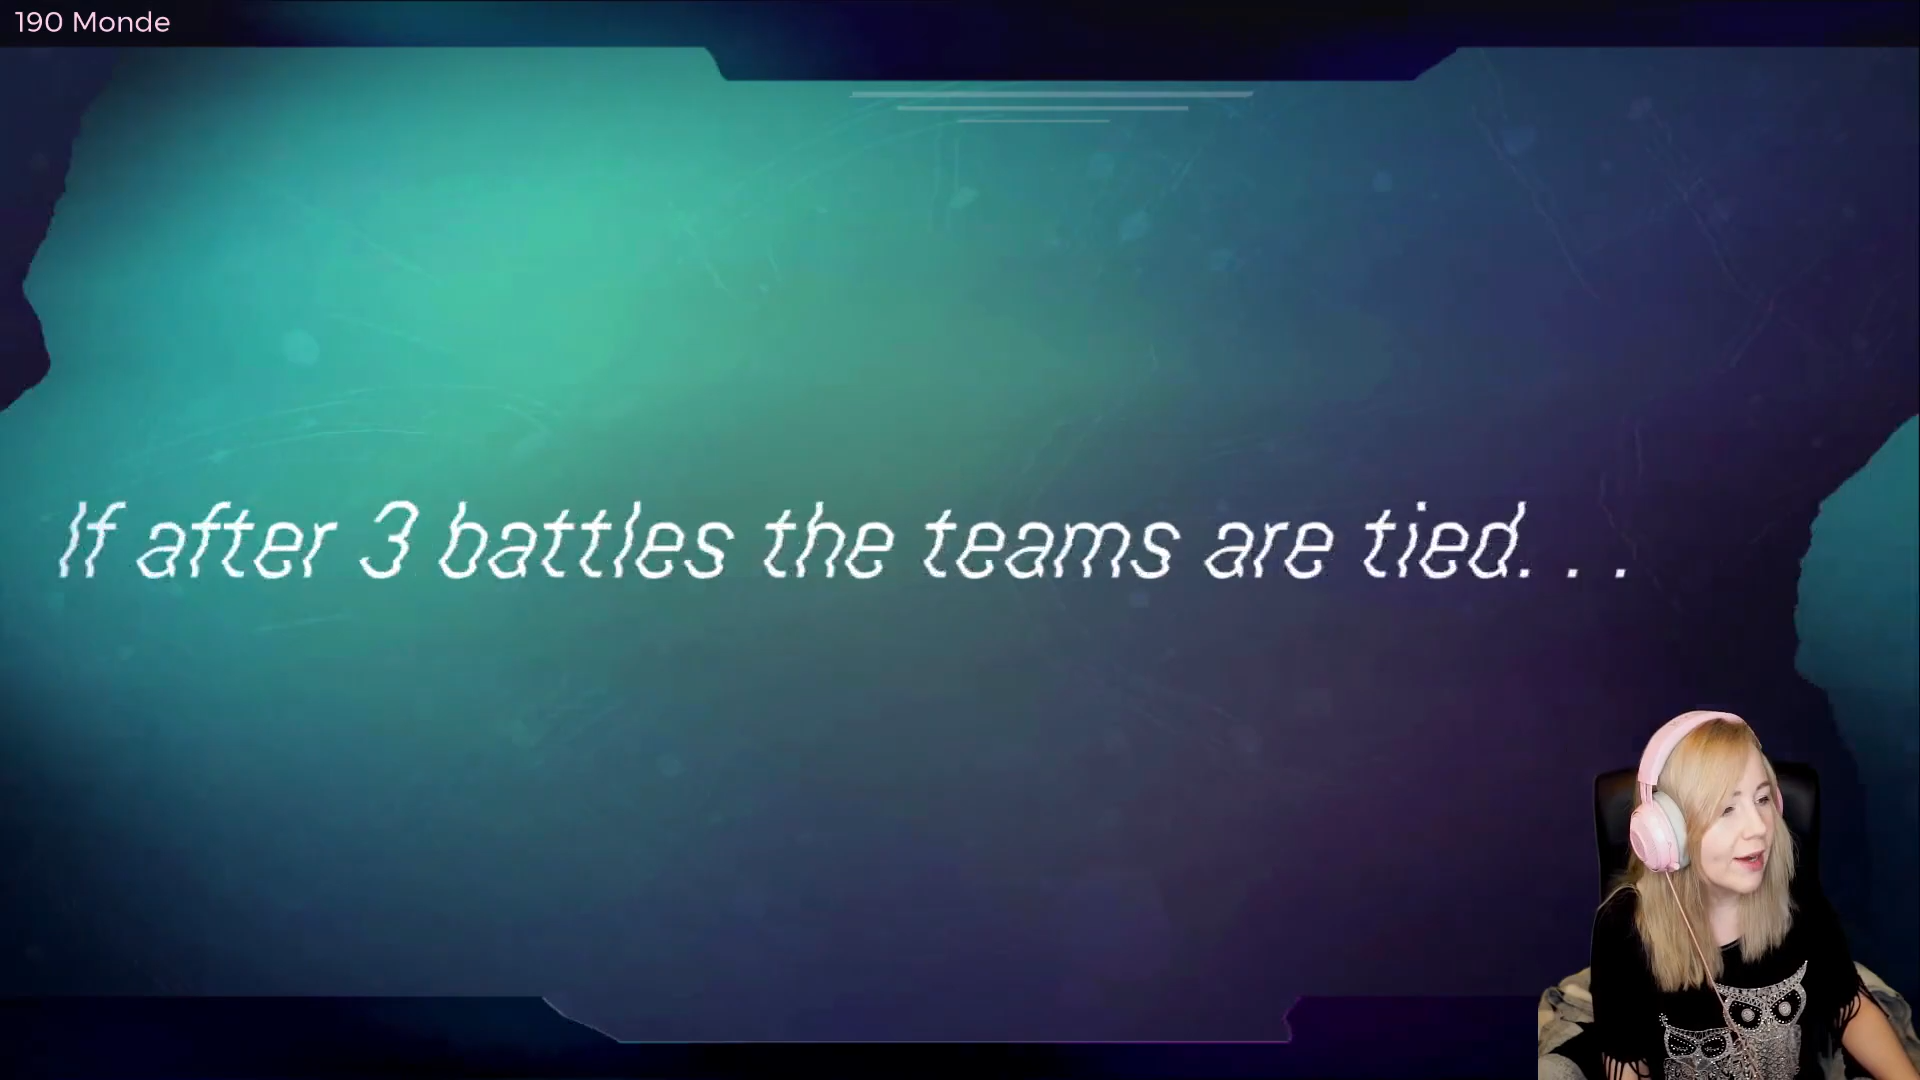 190 Monde
If after 3 battles the teams are tied. . .